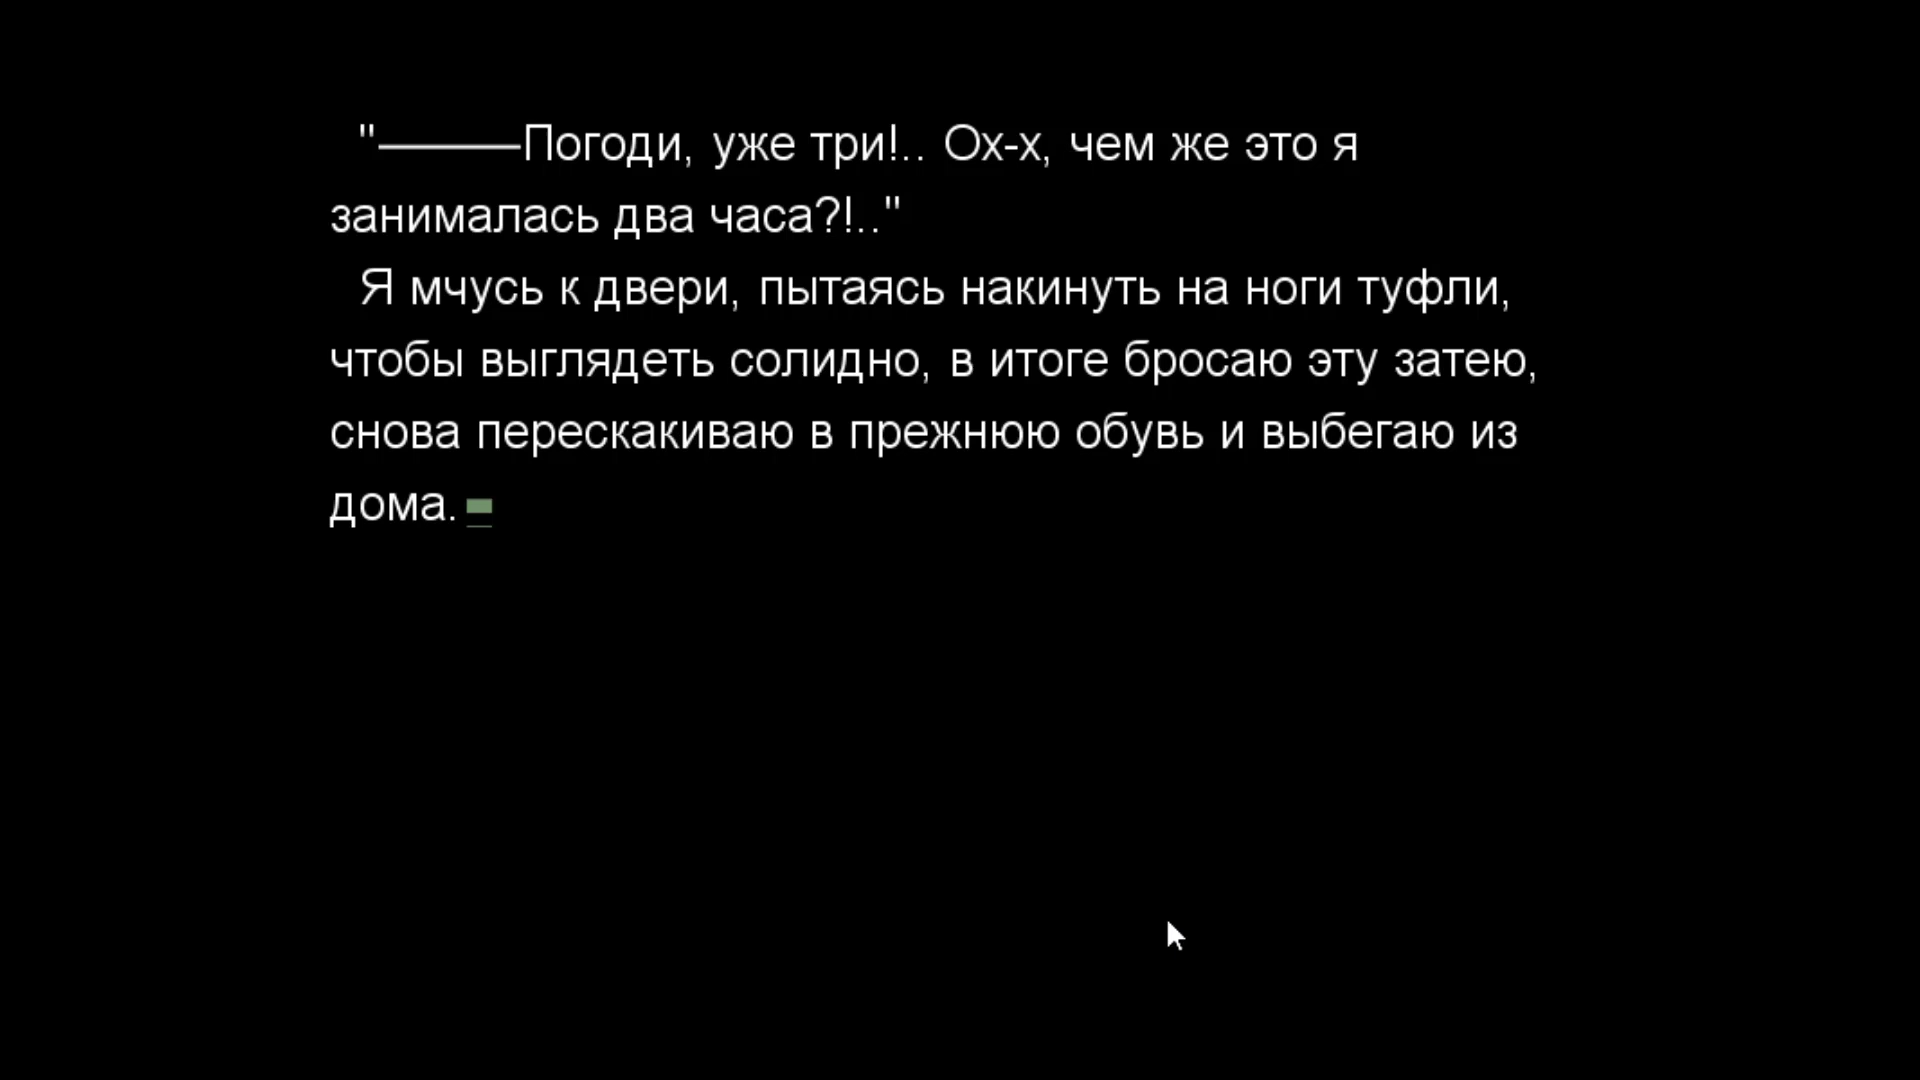 "———Погоди, уже три!.. Ох-х, чем же это я
занималась два часа?!.."
Я мчусь к двери, пытаясь накинуть на ноги туфли,
чтобы выглядеть солидно, в итоге бросаю эту затею,
снова перескакиваю в прежнюю обувь и выбегаю из
дома.